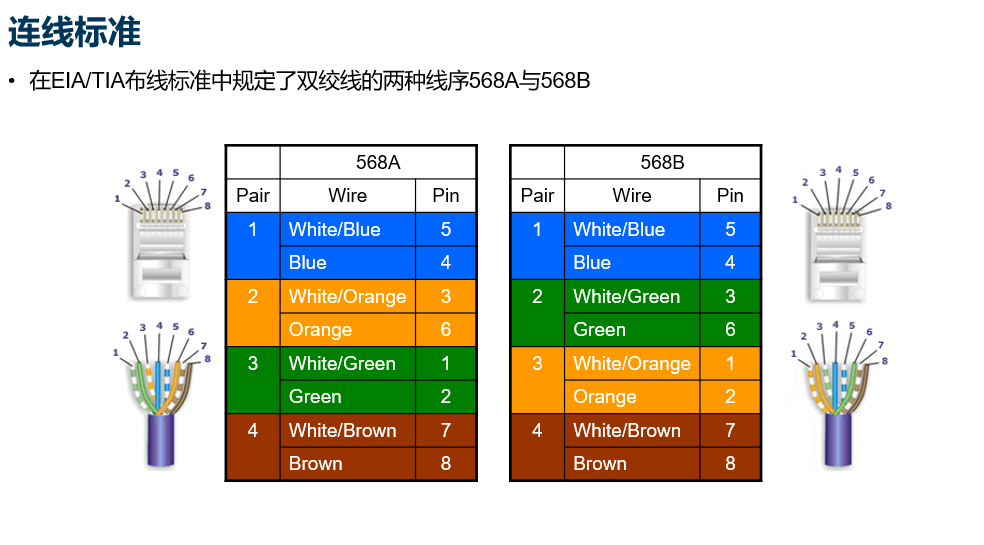 连线标准
• 在EIA/TIA布线标准中规定了双绞线的两种线序568A与568B
1 2 3 4 5 6 7 8
568A
Pair Wire Pin
1 White/Blue 5
Blue 4
2 White/Orange 3
Orange 6
3 White/Green 1
Green 2
4 White/Brown 7
Brown 8
1 2 3 4 5 6 7 8
568B
Pair Wire Pin
1 White/Blue 5
Blue 4
2 White/Green 3
Green 6
3 White/Orange 1
Orange 2
4 White/Brown 7
Brown 8
1 2 3 4 5 6 7 8
1 2 3 4 5 6 7 8